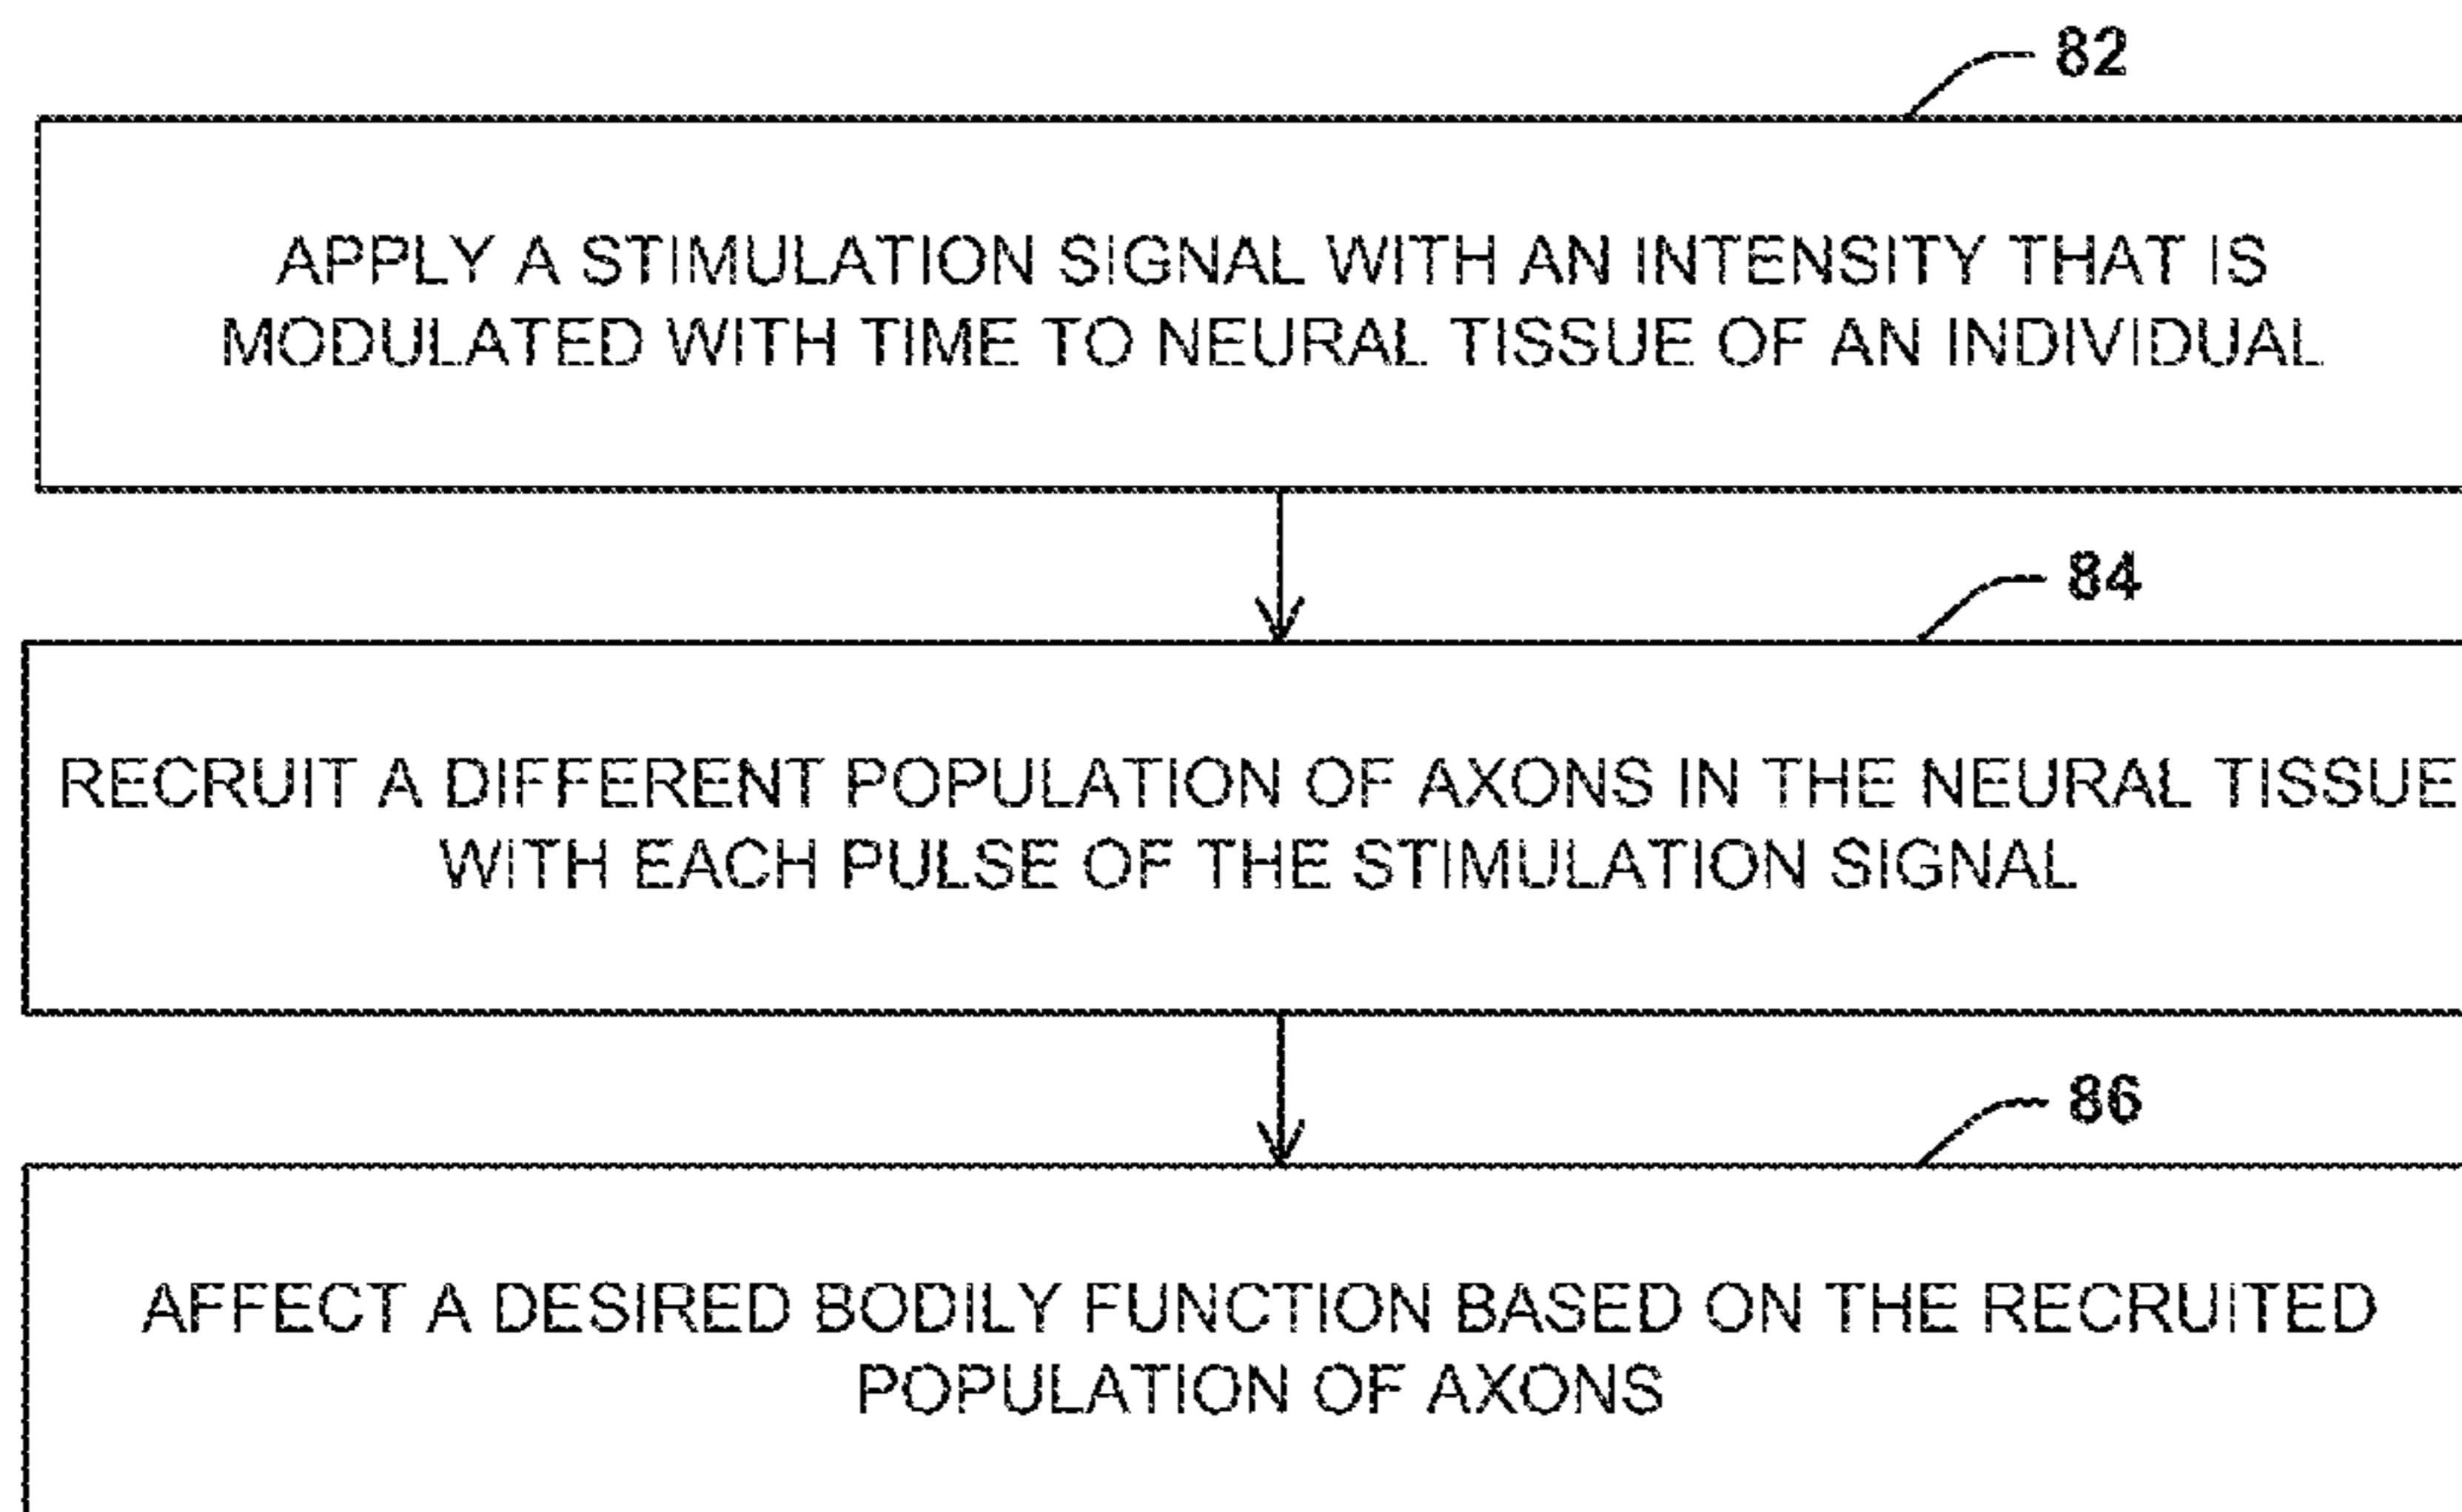 82
APPLY A STIMULATION SIGNAL WITH AN INTENSITY THAT IS
MODULATED WITH TIME TO NEURAL TISSUE OF AN INDIVIDUAL
84
RECRUIT A DIFFERENT POPULATION OF AXONS IN THE NEURAL TISSUE
WITH EACH PULSE OF THE STIMULATION SIGNAL
86
AFFECT A DESIRED BODILY FUNCTION BASED ON THE RECRUITED
POPULATION OF AXONS